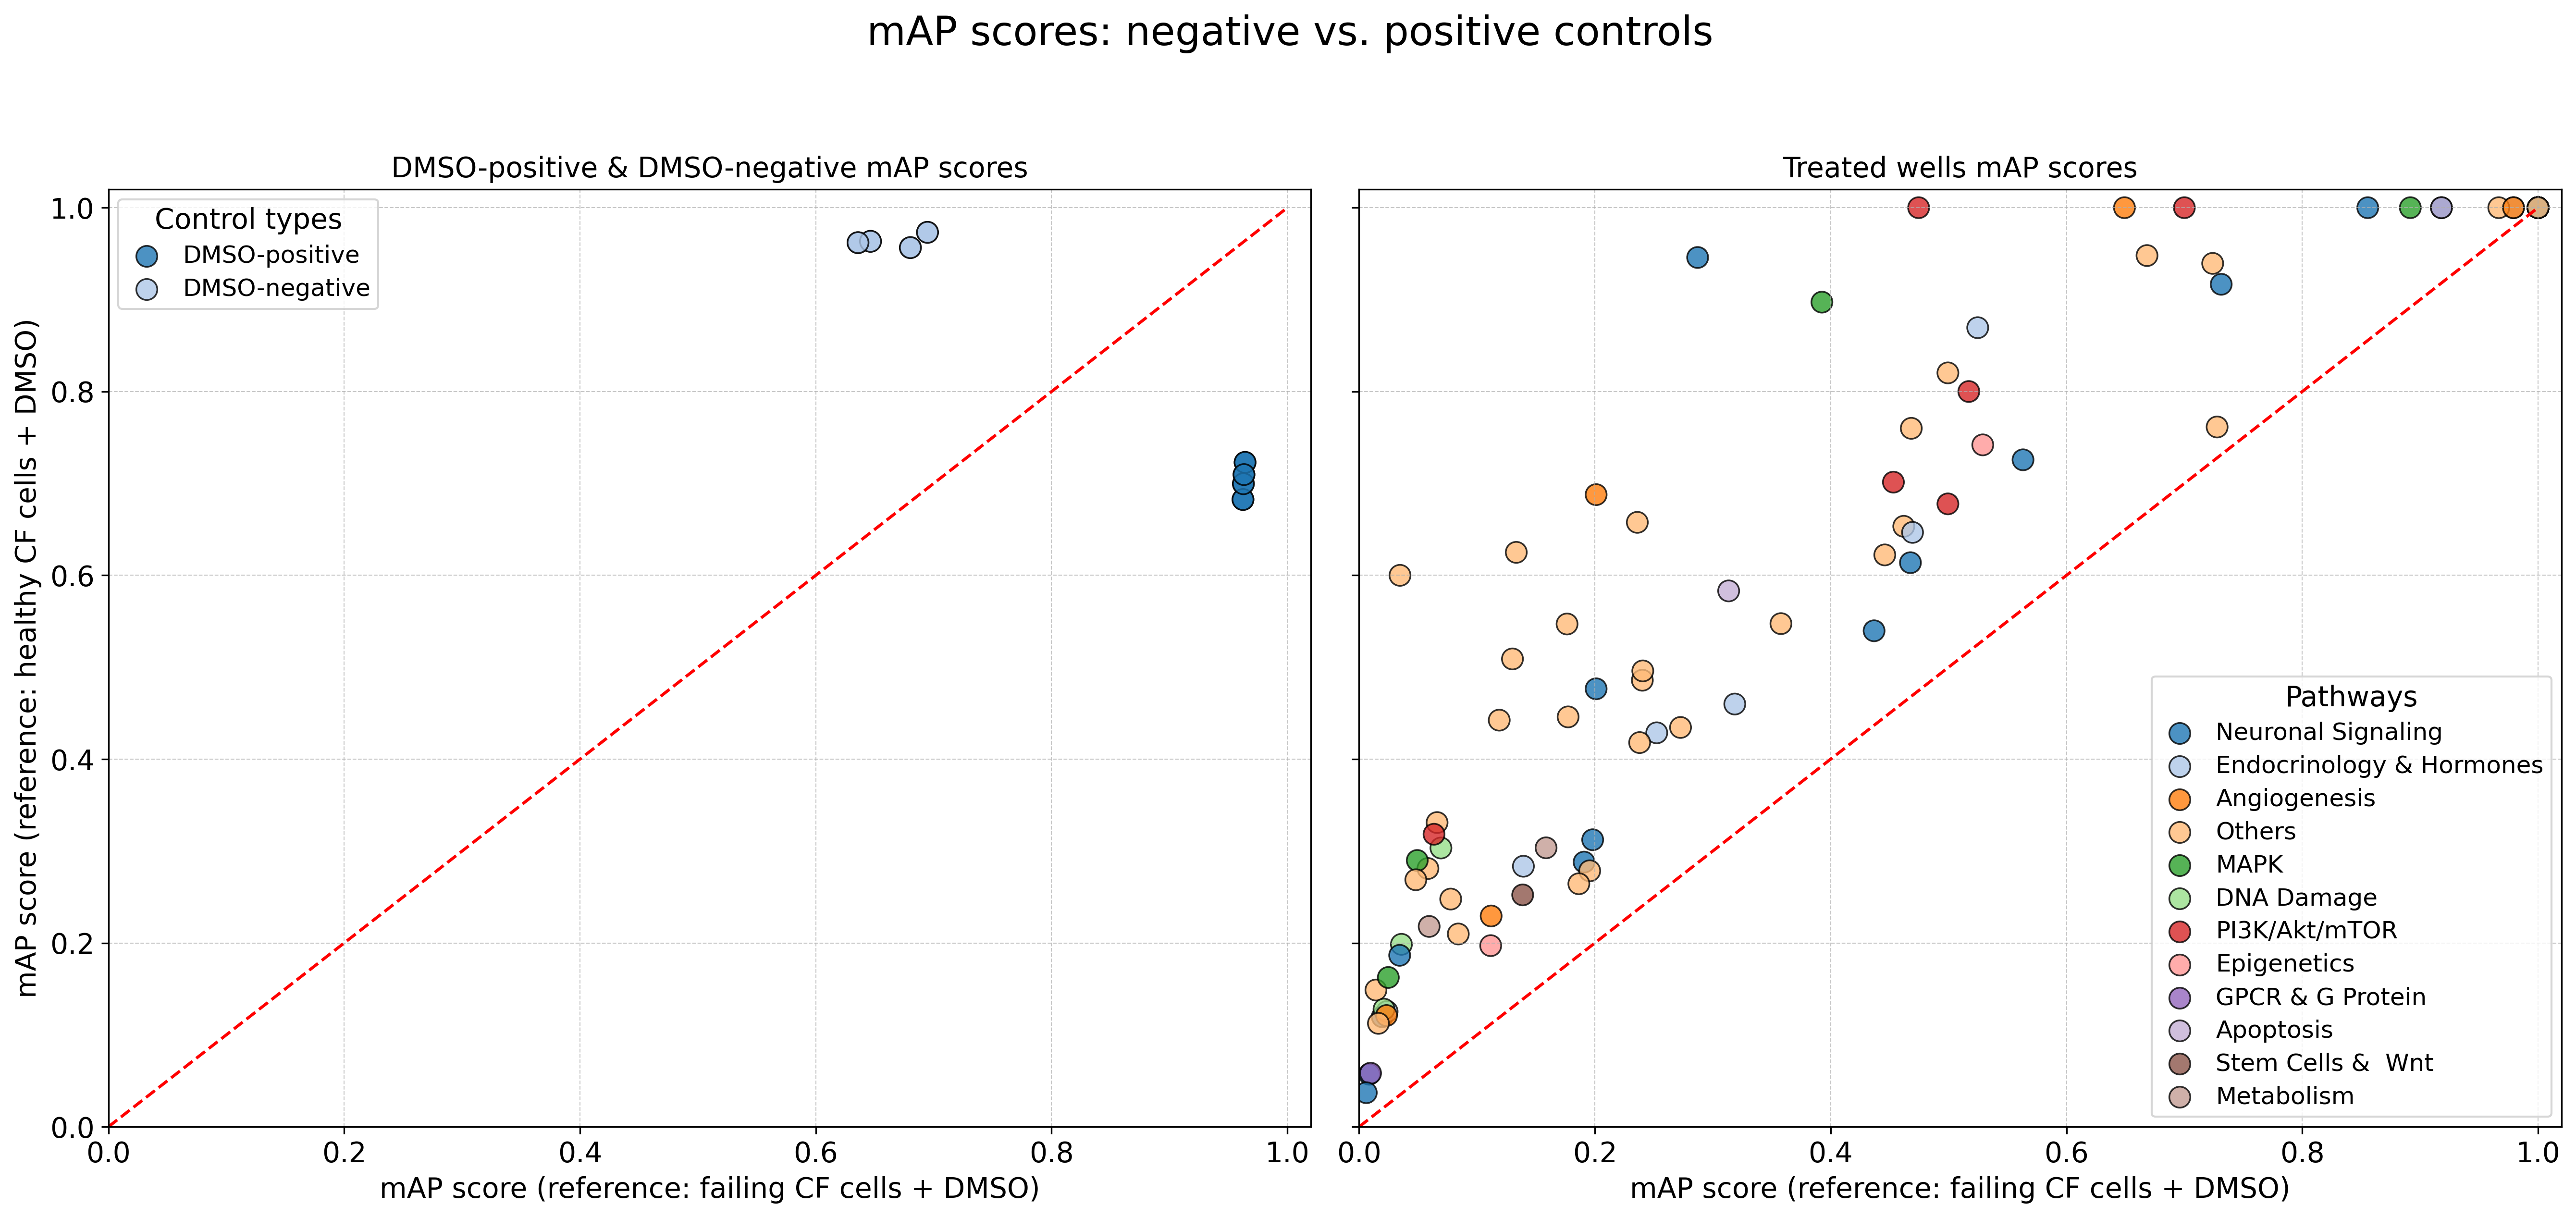 mAP scores: negative vs. positive controls
DMSO-positive & DMSO-negative mAP scores
mAP score (reference: healthy CF cells + DMSO)
1.0
0.8
0.6
0.4
0.2
0.0
Control types
DMSO-positive
DMSO-negative
0.0 0.2 0.4 0.6 0.8 1.0
mAP score (reference: failing CF cells + DMSO)
Treated wells mAP scores
Pathways
Neuronal Signaling
Endocrinology & Hormones
Angiogenesis
Others
MAPK
DNA Damage
PI3K/Akt/mTOR
Epigenetics
GPCR & G Protein
Apoptosis
Stem Cells &  Wnt
Metabolism
0.0 0.2 0.4 0.6 0.8 1.0
mAP score (reference: failing CF cells + DMSO)